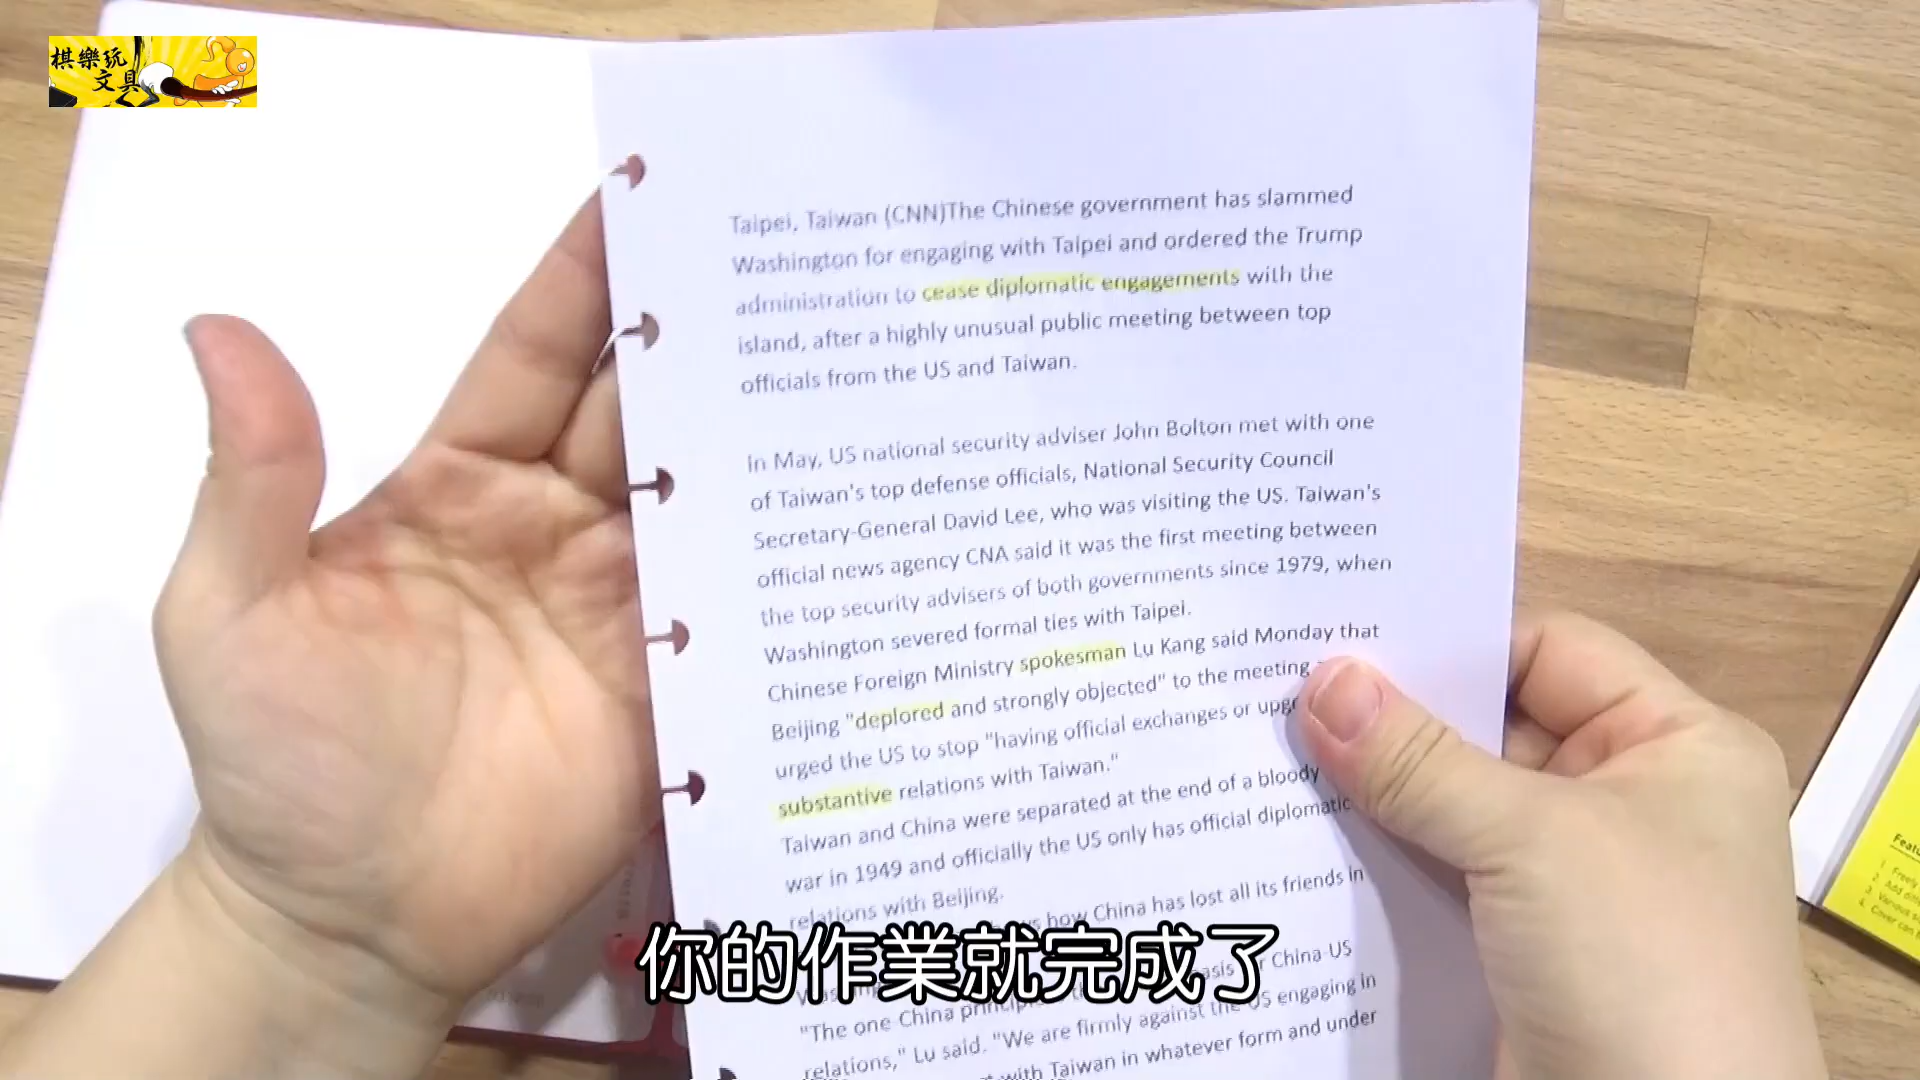 棋樂玩
文具
Taipei, Taiwan (CNN)The Chinese government has slammed
Washington for engaging with Taipei and ordered the Trump
administration to cease diplomatic engagements with the
island, after a highly unusual public meeting between top
officials from the US and Taiwan.
In May, US national security adviser John Bolton met with one
of Taiwan's top defense officials, National Security Council
Secretary-General David Lee, who was visiting the US. Taiwan's
official news agency CNA said it was the first meeting between
the top security advisers of both governments since 1979, when
Washington severed formal ties with Taipei.
Chinese Foreign Ministry spokesman Lu Kang said Monday that
Beijing "deplored and strongly objected" to the meeting
urged the US to stop "having official exchanges or
substantive relations with Taiwan."
Taiwan and China were separated at the end of a bloody
war in 1949 and officially the US only has official diplomatic
relations with Beijing.
how China has lost all its friends in
China-US
"The one China
relations," Lu said. "We are firmly against the US engaging in
with Taiwan in whatever form and under
你的作業就完成了
1. Freely
2. Add
3. Various
4. Cover can